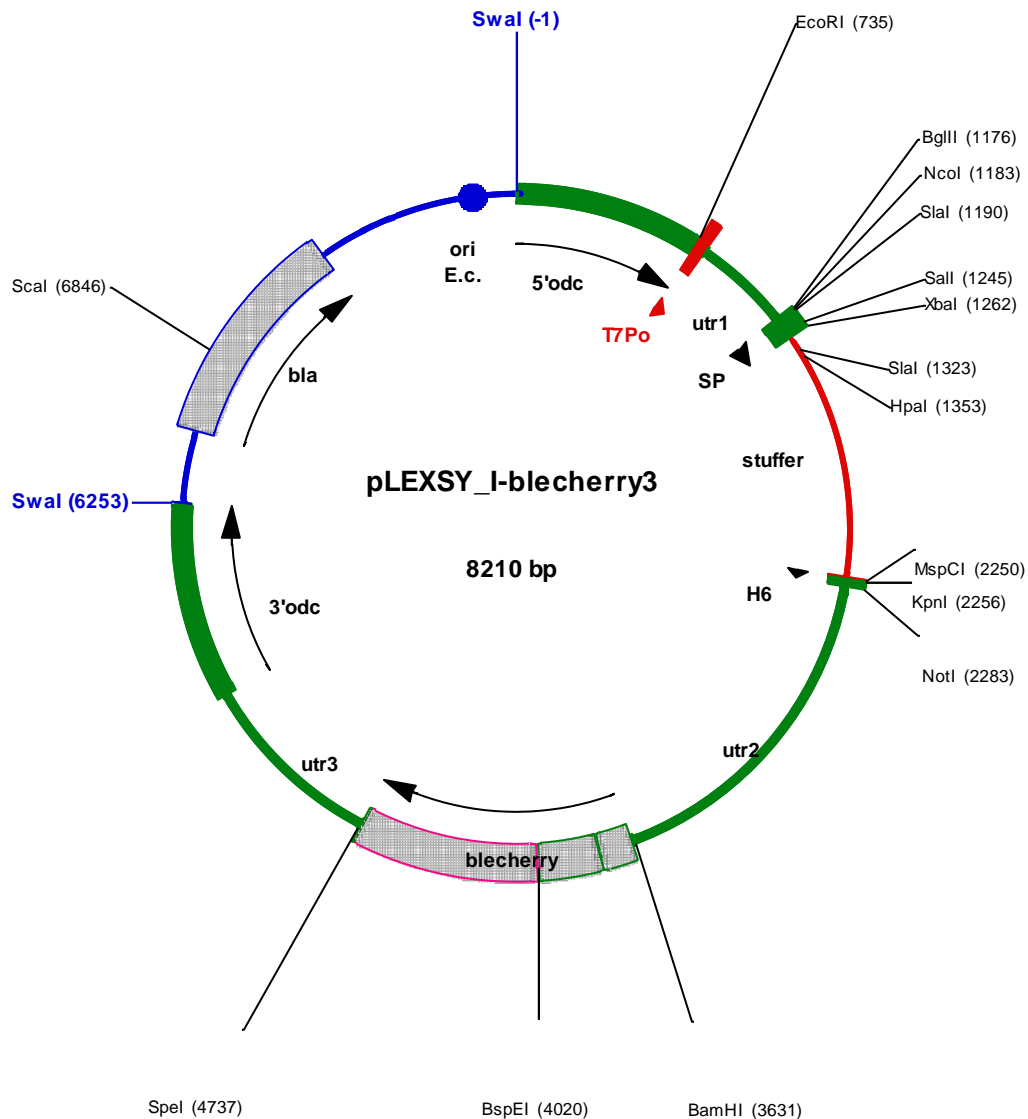 SwaI (-1)
EcoRI (735)
BglII (1176)
NcoI (1183)
SlaI (1190)
SalI (1245)
XbaI (1262)
SlaI (1323)
HpaI (1353)
ori
E.c.
5'odc
T7Po
utr1
SP
ScaI (6846)
bla
stuffer
pLEXSY_I-blecherry3
SwaI (6253)
8210 bp
MspCI (2250)
KpnI (2256)
H6
3'odc
NotI (2283)
utr2
utr3
blecherry
SpeI (4737)
BspEI (4020)
BamHI (3631)